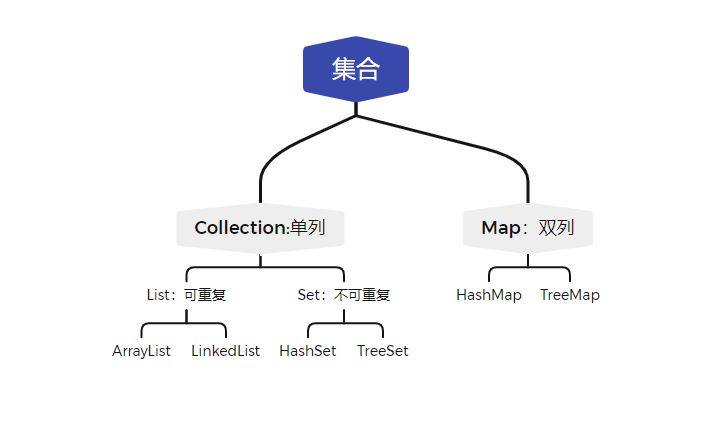 集合
Collection:单列
Map：双列
List：可重复
Set：不可重复
HashMap
TreeMap
ArrayList
LinkedList
HashSet
TreeSet